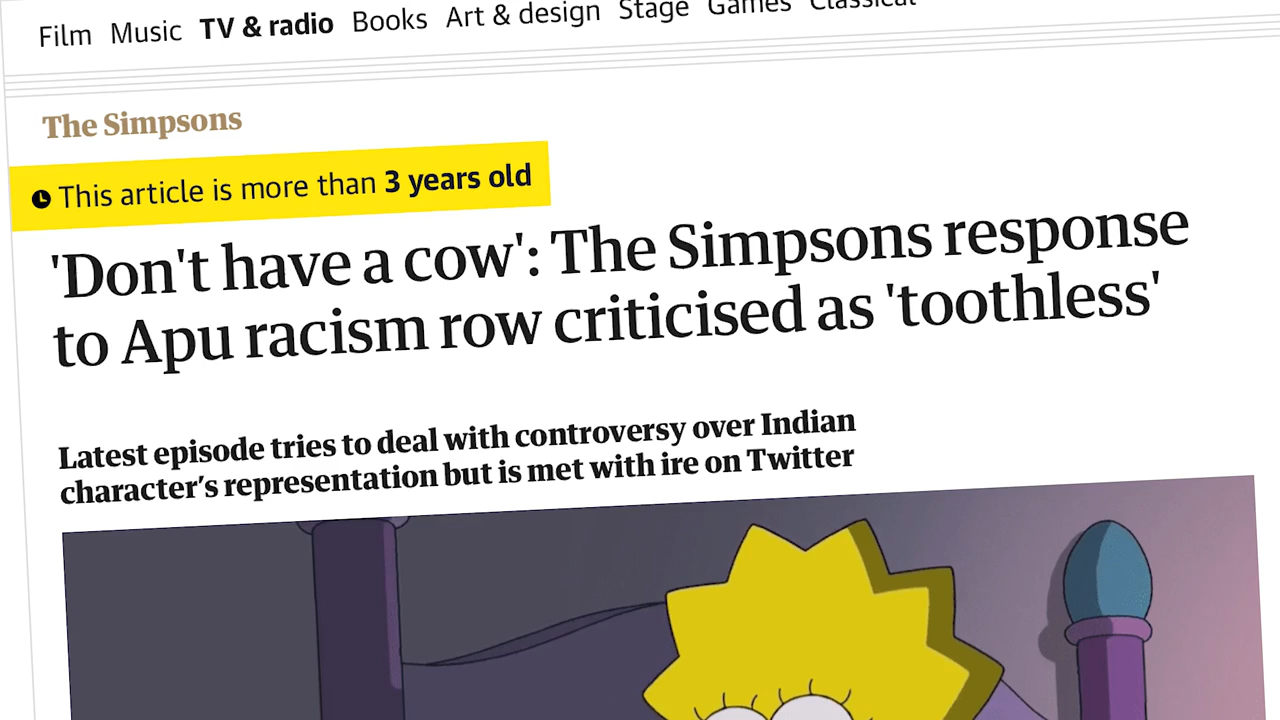 Film Music TV & radio Books Art & design Stage Games Classical
The Simpsons
This article is more than 3 years old
'Don't have a cow': The Simpsons response
to Apu racism row criticised as 'toothless'
Latest episode tries to deal with controversy over Indian
character’s representation but is met with ire on Twitter